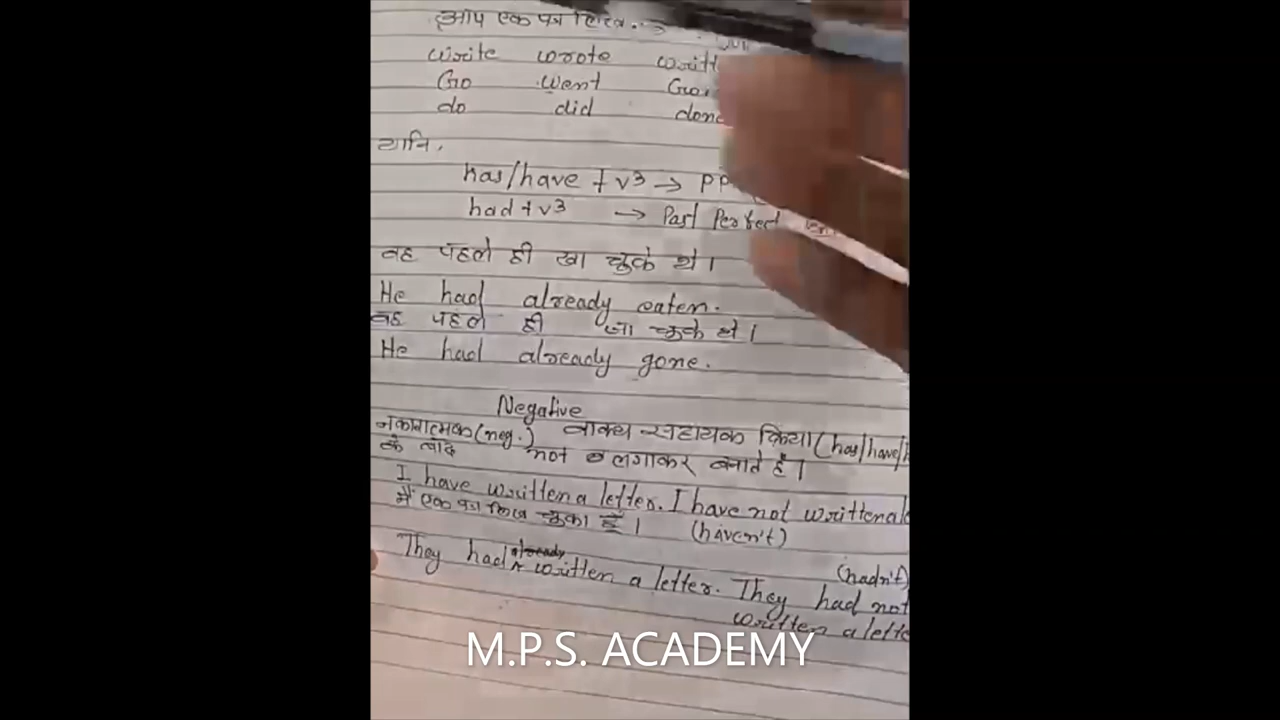 आप एक पत्र लिख
write wrote writt
Go went Go
do did done
यानि,
has/have + v³ → PP
had + v³ → Past Perfect
वह पहले ही खा चुके थे।
He had already eaten.
वह पहले ही जा चुके थे।
He had already gone.
Negative
नकारात्मक (neg.) वाक्य सहायक क्रिया (has/have/
के बाद not लगाकर बनाते हैं।
I have written a letter. I have not written a le
मैं एक पत्र लिख चुका हूँ। (haven't)
already (hadn't)
They had written a letter. They had not
written a lette
M.P.S. ACADEMY